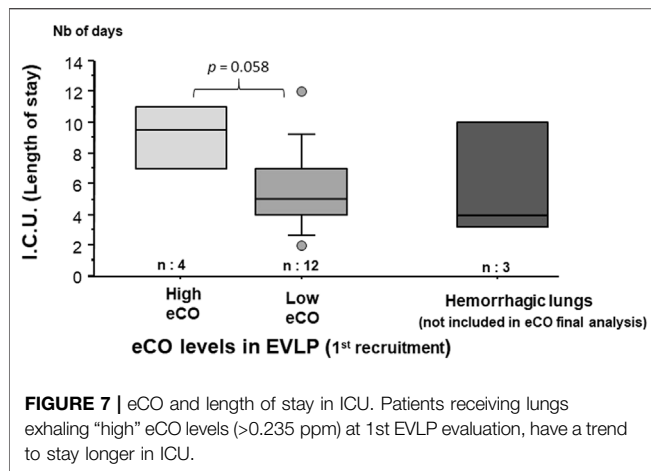 Nb of days
I.C.U. (Length of stay)
14
12
10
8
6
4
2
0
p = 0.058
n : 4
n : 12
n : 3
High
eCO
Low
eCO
Hemorrhagic lungs
(not included in eCO final analysis)
eCO levels in EVLP (1st recruitment)
FIGURE 7 | eCO and length of stay in ICU. Patients receiving lungs
exhaling “high” eCO levels (>0.235 ppm) at 1st EVLP evaluation, have a trend
to stay longer in ICU.